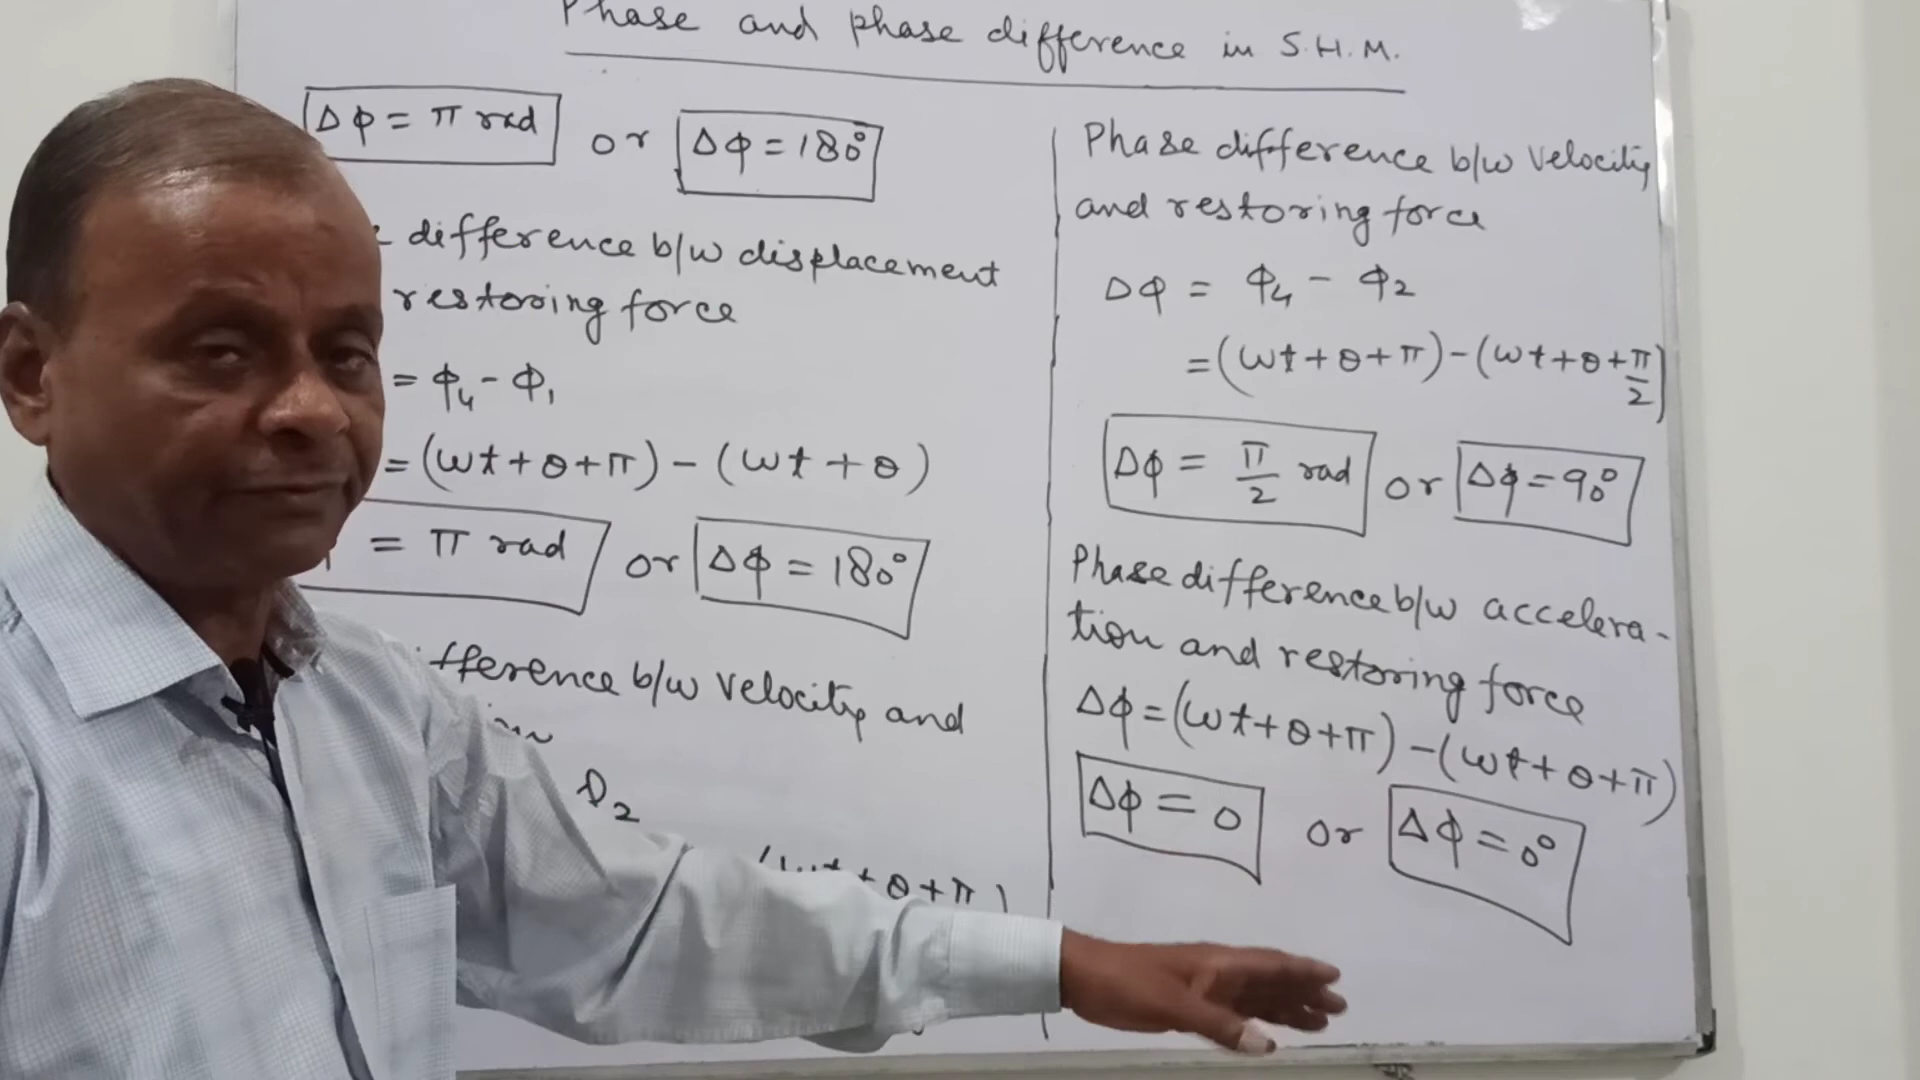 Phase and phase difference in S.H.M.
Δφ = π rad or Δφ = 180°
difference b/w displacement
restoring force
= φ4 - φ1
= (ωt + θ + π) - (ωt + θ)
= π rad or Δφ = 180°
fference b/w velocity and
φ2
(ωt + θ + π)
Phase difference b/w velocity
and restoring force
Δφ = φ4 - φ2
= (ωt + θ + π) - (ωt + θ + π/2)
Δφ = π/2 rad or Δφ = 90°
Phase difference b/w accelera-
tion and restoring force
Δφ = (ωt + θ + π) - (ωt + θ + π)
Δφ = 0 or Δφ = 0°